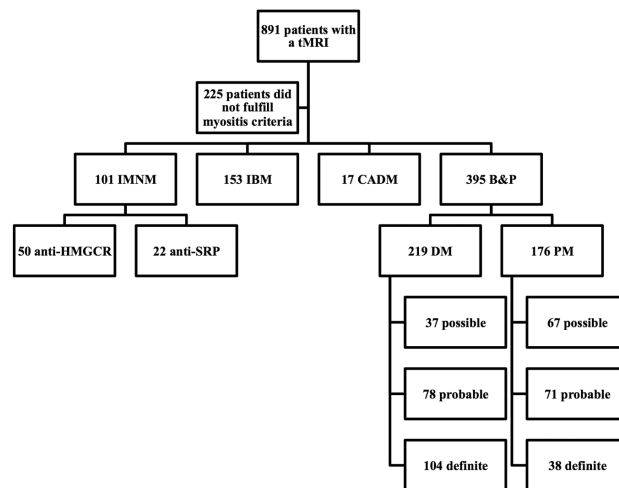 891 patients with
a tMRI
225 patients did
not fulfill
myositis criteria
101 IMNM
153 IBM
17 CADM
395 B&P
50 anti-HMGCR
22 anti-SRP
219 DM
176 PM
37 possible
67 possible
78 probable
71 probable
104 definite
38 definite